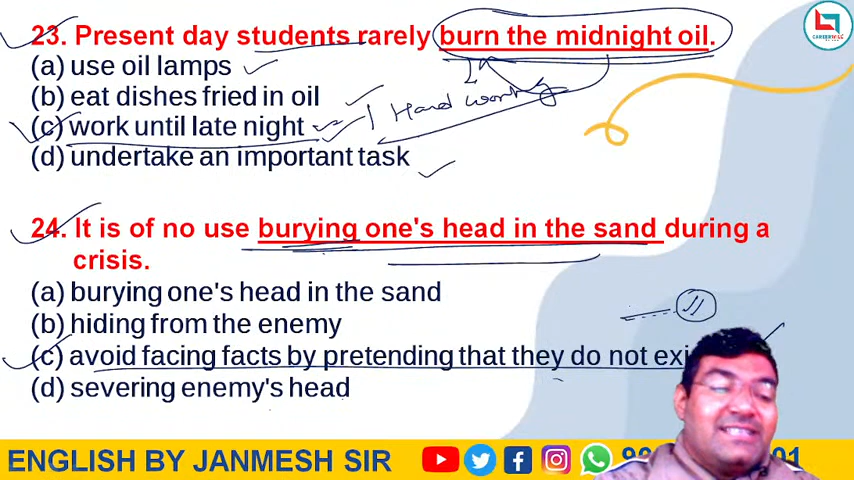 23. Present day students rarely burn the midnight oil.
(a) use oil lamps
(b) eat dishes fried in oil
Hard working
(c) work until late night
(d) undertake an important task
24. It is of no use burying one's head in the sand during a
crisis.
(a) burying one's head in the sand
(b) hiding from the enemy
(c) avoid facing facts by pretending that they do not
(d) severing enemy's head
ENGLISH BY JANMESH SIR